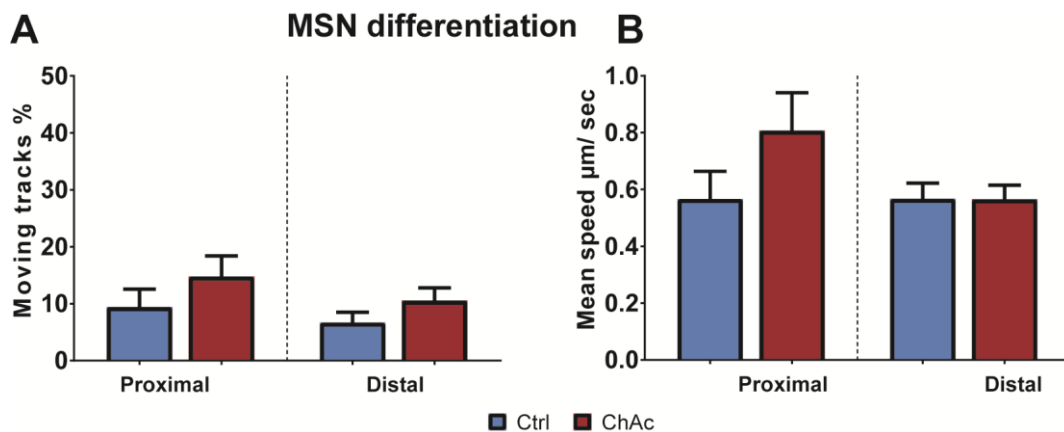 A
MSN differentiation
B
Moving tracks %
50
40
30
20
10
0
Proximal
Distal
Mean speed µm/ sec
1.0
0.8
0.6
0.4
0.2
0.0
Proximal
Distal
Ctrl
ChAc